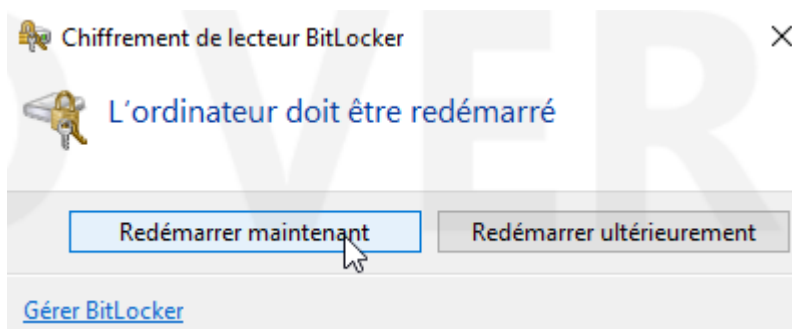 Chiffrement de lecteur BitLocker
L'ordinateur doit être redémarré
Redémarrer maintenant
Redémarrer ultérieurement
Gérer BitLocker